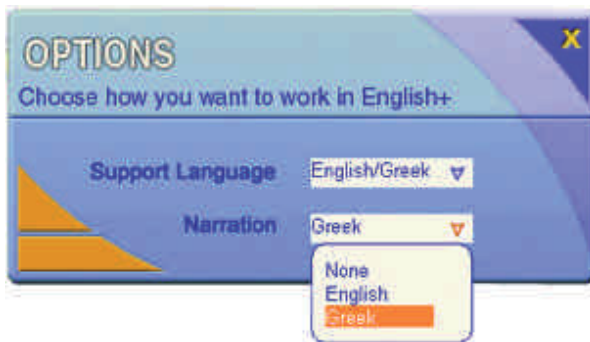 OPTIONS
X
Choose how you want to work in English+
Support Language English/Greek
Narration Greek
None
English
Greek